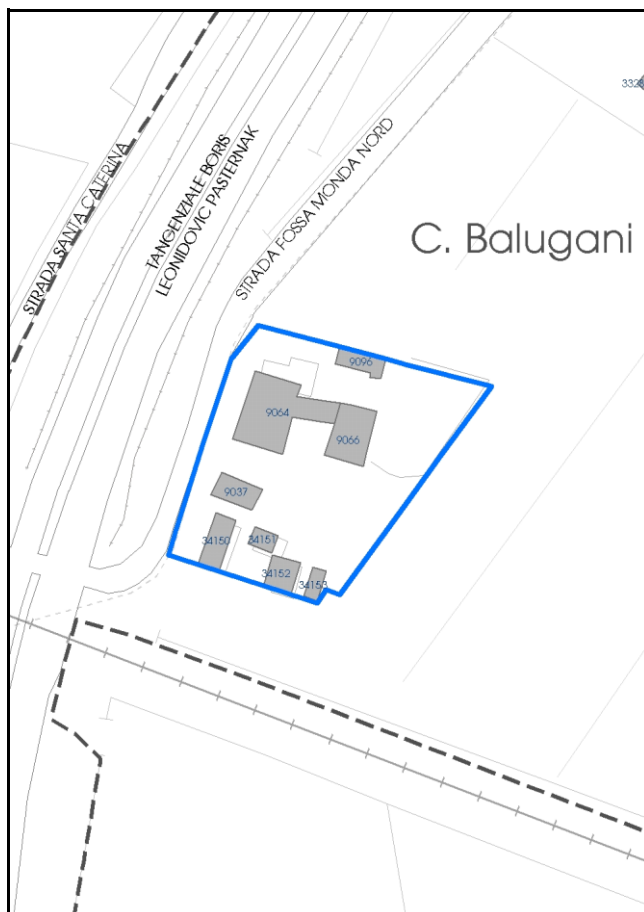 3328
STRADA SANTA CATERINA
TANGENZIALE BORIS
LEONIDOVIC PASTERNAK
STRADA FOSSA MONDA NORD
C. Balugani
9096
9064
9066
9037
34150
34151
34152
34153